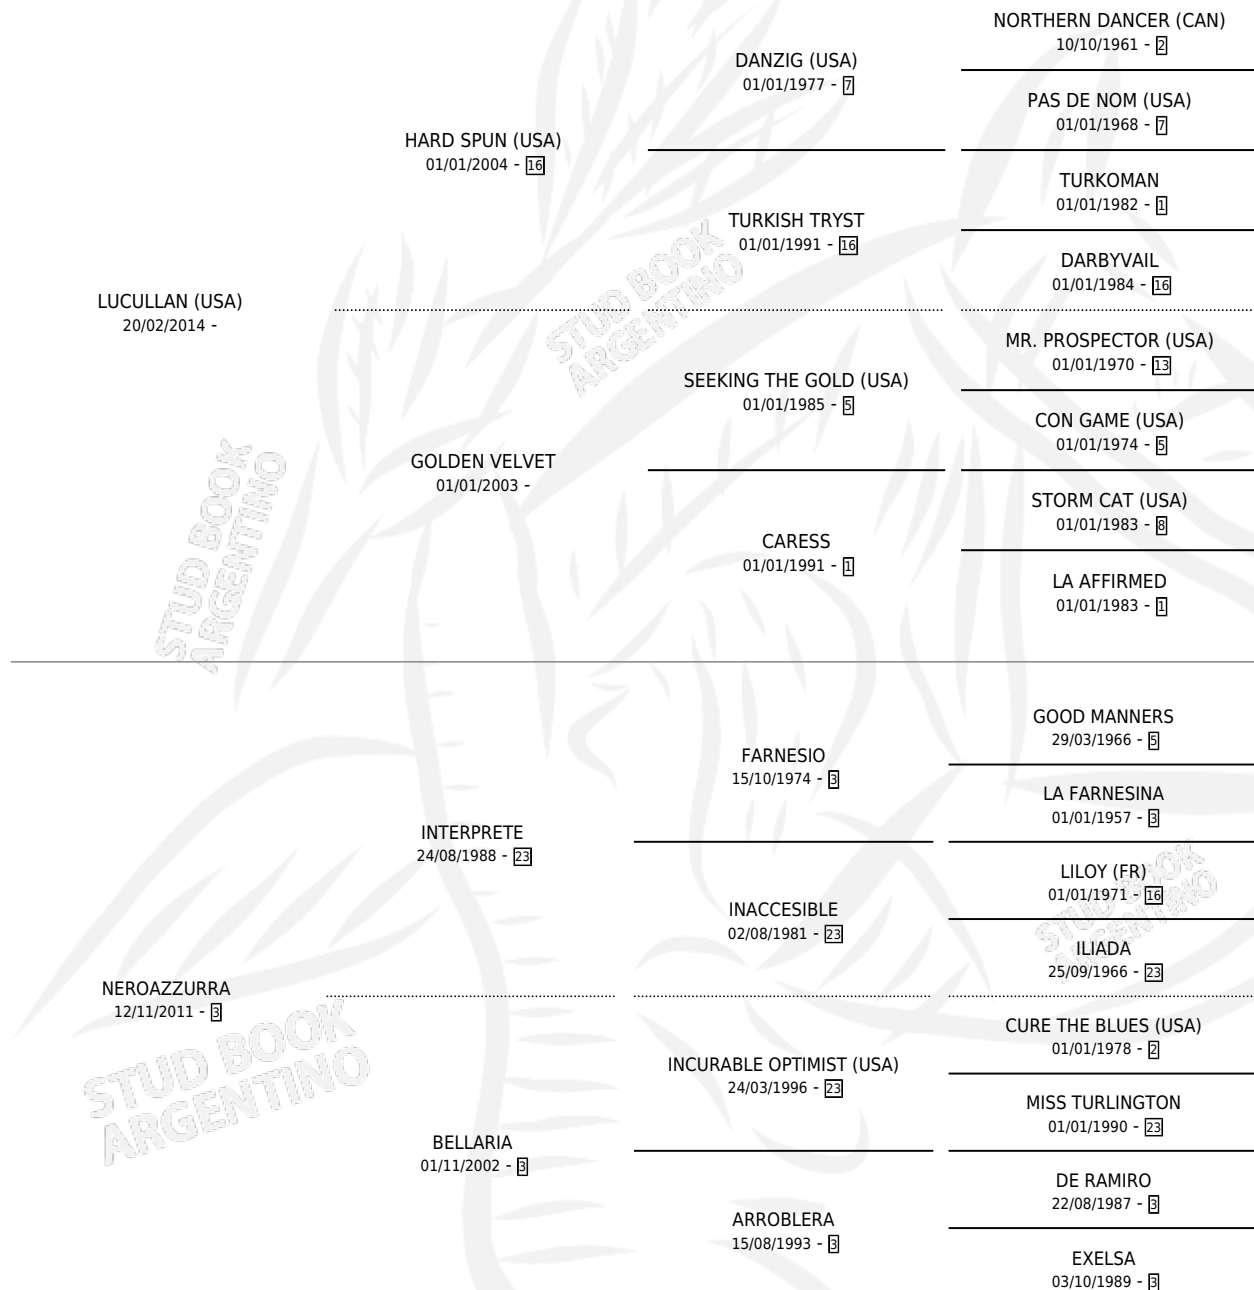 NORTHERN DANCER (CAN)
10/10/1961 - 2
DANZIG (USA)
01/01/1977 - 7
PAS DE NOM (USA)
01/01/1968 - 7
HARD SPUN (USA)
01/01/2004 - 16
TURKOMAN
01/01/1982 - 1
TURKISH TRYST
01/01/1991 - 16
DARBYVAIL
01/01/1984 - 16
LUCULLAN (USA)
20/02/2014 -
MR. PROSPECTOR (USA)
01/01/1970 - 13
SEEKING THE GOLD (USA)
01/01/1985 - 5
CON GAME (USA)
01/01/1974 - 5
GOLDEN VELVET
01/01/2003 -
STORM CAT (USA)
01/01/1983 - 8
CARESS
01/01/1991 - 1
LA AFFIRMED
01/01/1983 - 1
GOOD MANNERS
29/03/1966 - 5
FARNESIO
15/10/1974 - 3
LA FARNESINA
01/01/1957 - 3
INTERPRETE
24/08/1988 - 23
LILOY (FR)
01/01/1971 - 16
INACCESIBLE
02/08/1981 - 23
ILIADA
25/09/1966 - 23
NEROAZZURRA
12/11/2011 - 3
CURE THE BLUES (USA)
01/01/1978 - 2
INCURABLE OPTIMIST (USA)
24/03/1996 - 23
MISS TURLINGTON
01/01/1990 - 23
BELLARIA
01/11/2002 - 3
DE RAMIRO
22/08/1987 - 3
ARROBLERA
15/08/1993 - 3
EXELSA
03/10/1989 - 3
STUD BOOK
ARGENTINO
STUD BOOK
ARGENTINO
STUD BOOK
ARGENTINO
STUD BOOK
ARGENTINO